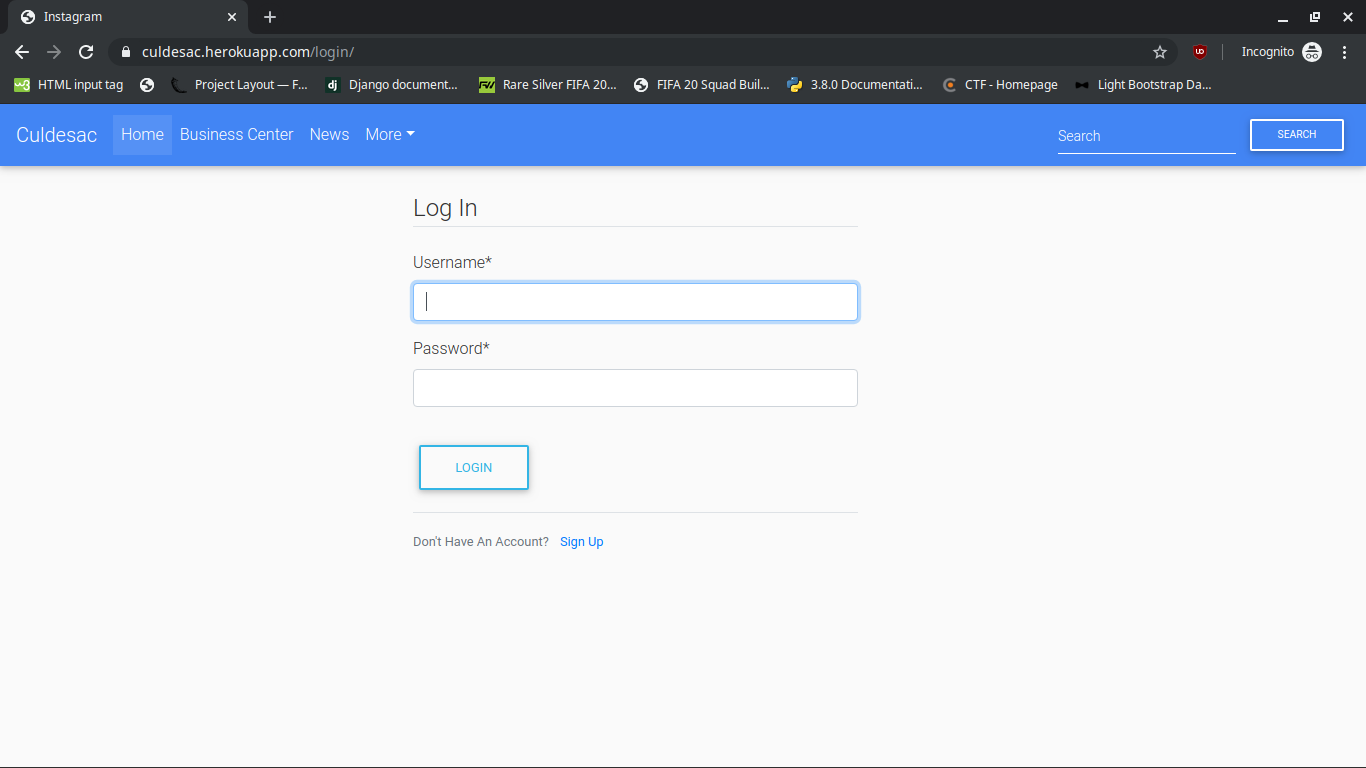 Instagram
culdesac.herokuapp.com/login/
Incognito
HTML input tag
Project Layout — F...
Django document...
Rare Silver FIFA 20...
FIFA 20 Squad Buil...
3.8.0 Documentati...
CTF - Homepage
Light Bootstrap Da...
Culdesac Home Business Center News More Search SEARCH
Log In
Username*
Password*
LOGIN
Don't Have An Account? Sign Up